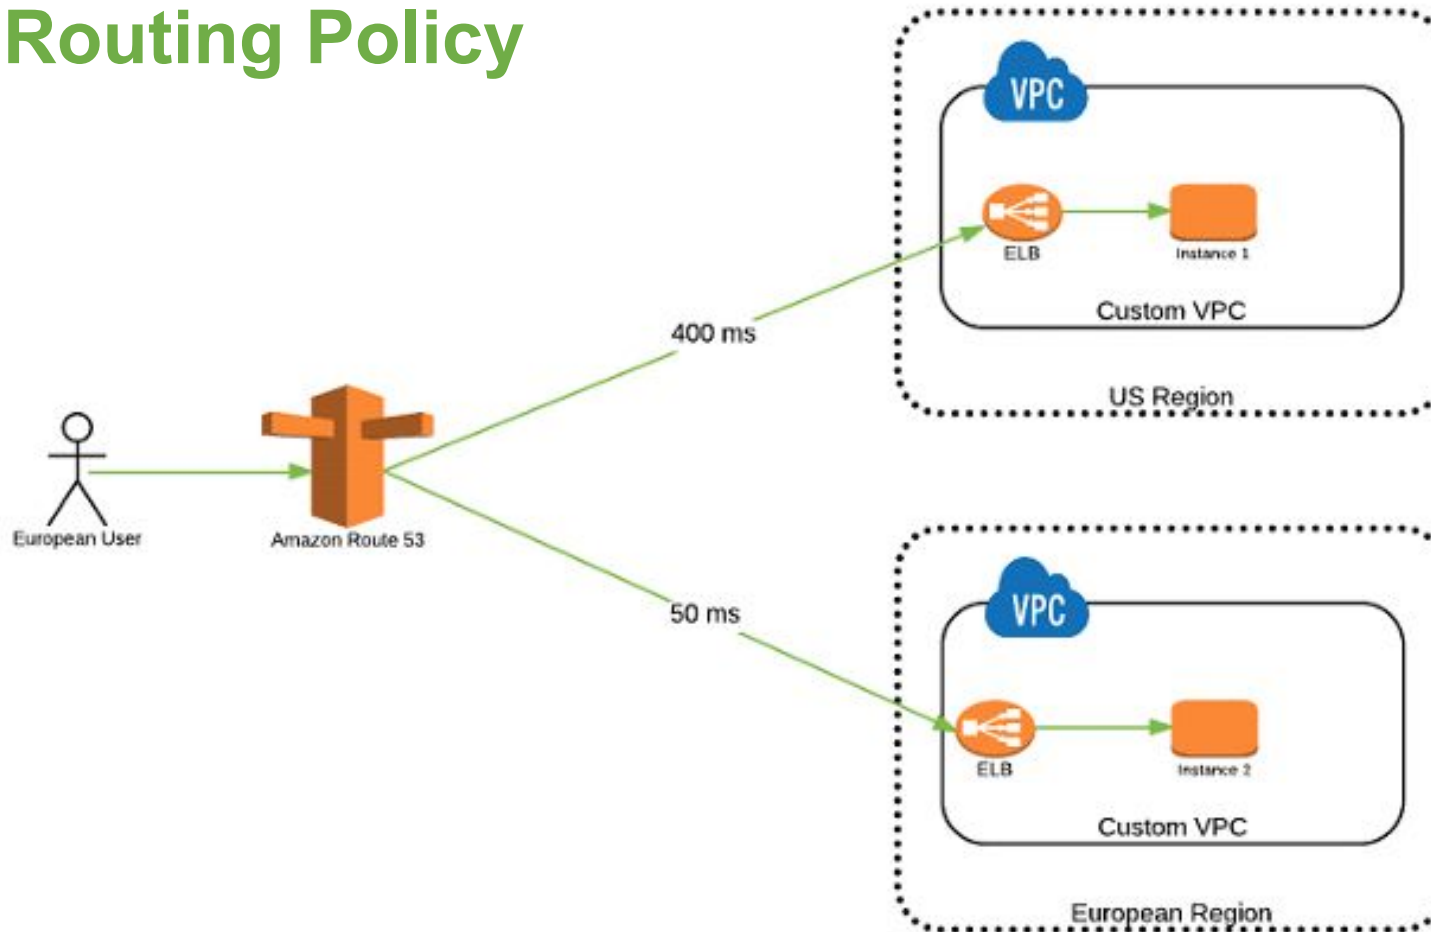 Routing Policy
VPC
ELB
Instance 1
Custom VPC
US Region
400 ms
European User
Amazon Route 53
50 ms
VPC
ELB
Instance 2
Custom VPC
European Region